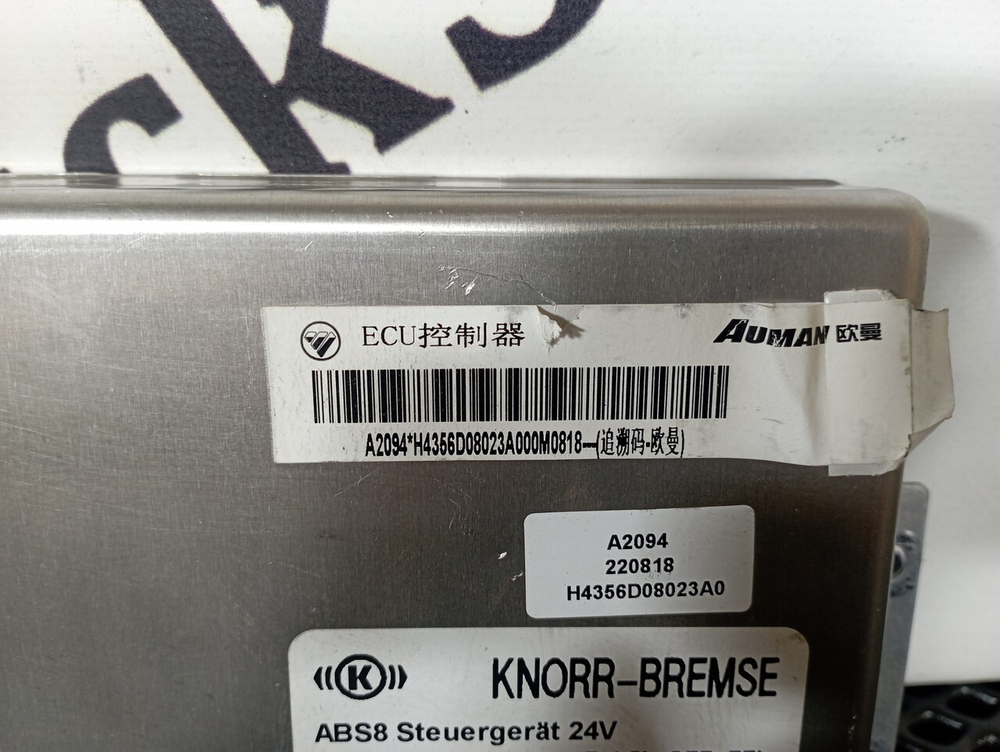 cks
ECU控制器
AUMAN 欧曼
A2094*H4356D08023A000M0818—(追溯码-欧曼)
A2094
220818
H4356D08023A0
K
KNORR-BREMSE
ABS8 Steuergerät 24V